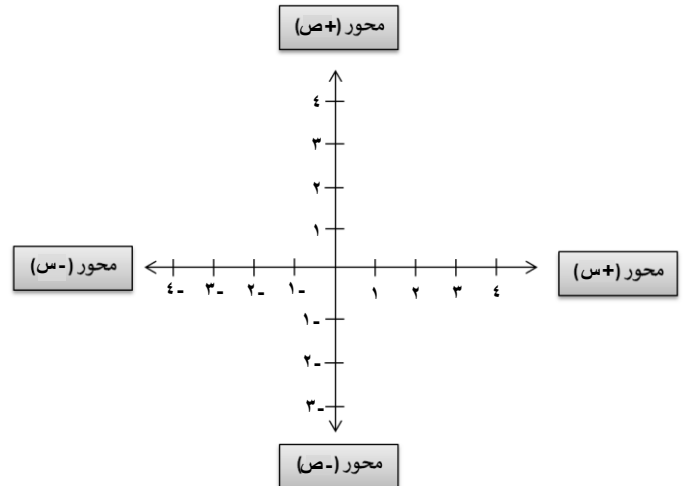 محور (+ص)
٤
٣
٢
١
محور (-س)
محور (+س)
-٤ -٣ -٢ -١ ١ ٢ ٣ ٤
-١
-٢
-٣
محور (-ص)